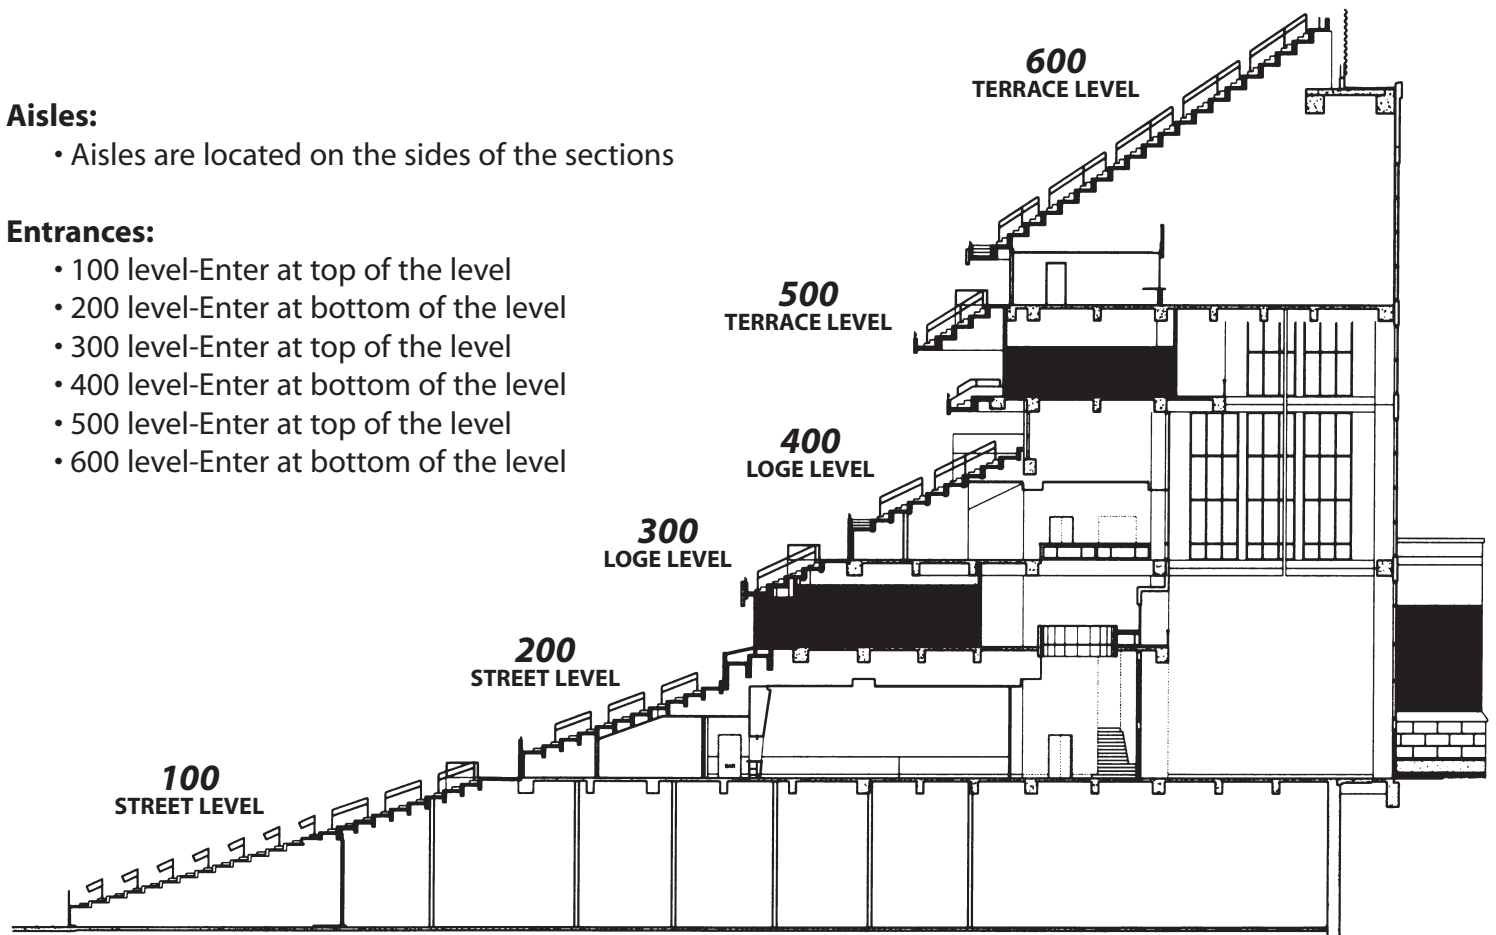 Aisles:
• Aisles are located on the sides of the sections
Entrances:
• 100 level-Enter at top of the level
• 200 level-Enter at bottom of the level
• 300 level-Enter at top of the level
• 400 level-Enter at bottom of the level
• 500 level-Enter at top of the level
• 600 level-Enter at bottom of the level
600
TERRACE LEVEL
500
TERRACE LEVEL
400
LOGE LEVEL
300
LOGE LEVEL
200
STREET LEVEL
100
STREET LEVEL